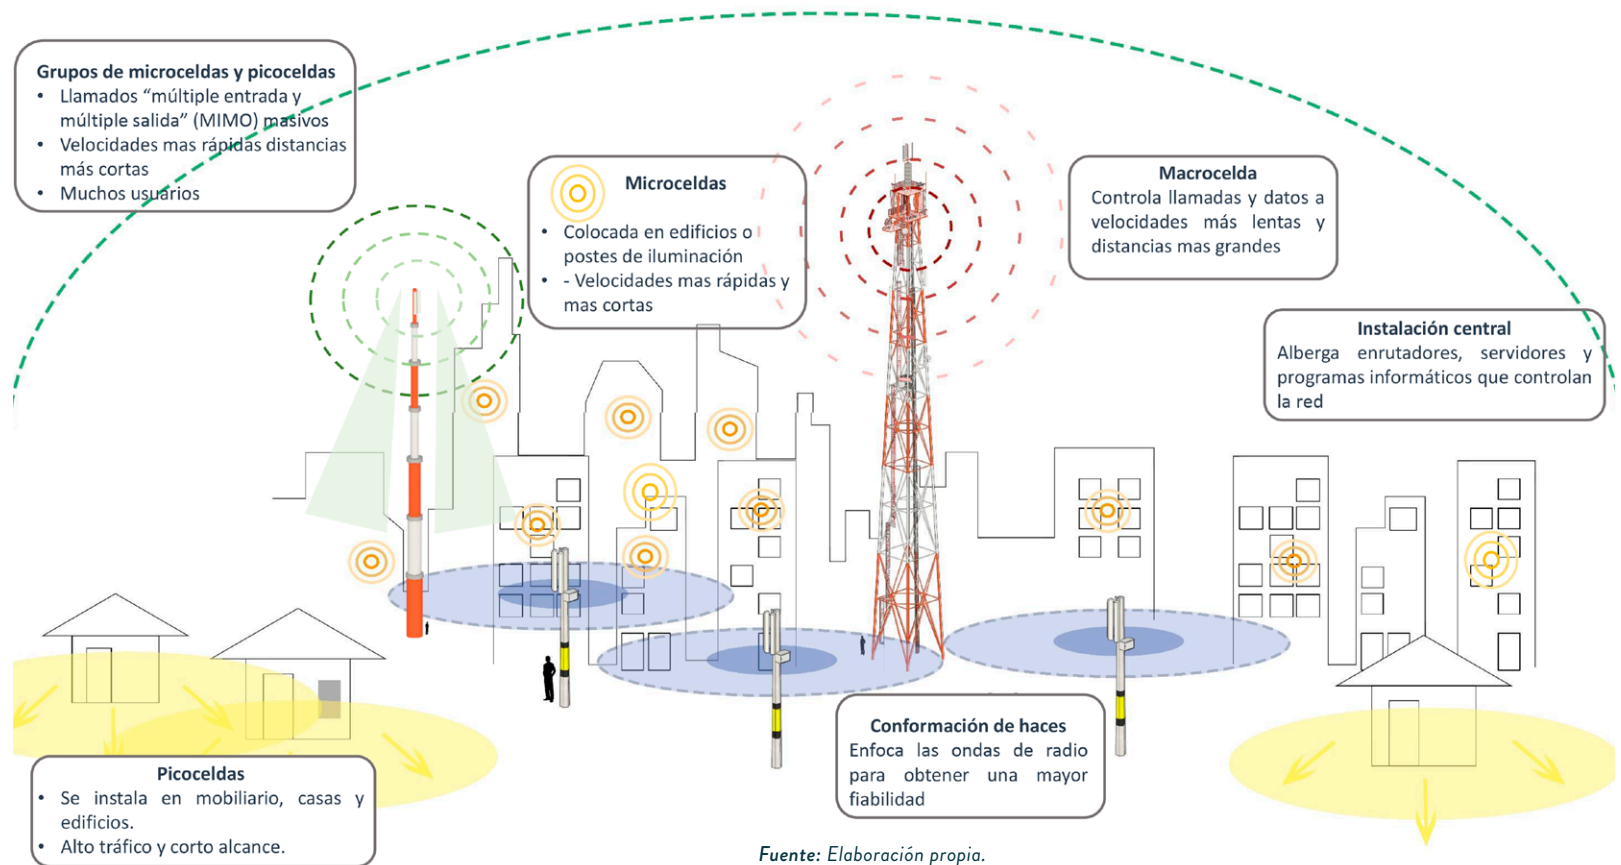 Grupos de microceldas y picoceldas
• Llamados “múltiple entrada y
múltiple salida” (MIMO) masivos
• Velocidades mas rápidas distancias
más cortas
• Muchos usuarios
Microceldas
• Colocada en edificios o
postes de iluminación
• - Velocidades mas rápidas y
mas cortas
Macrocelda
Controla llamadas y datos a
velocidades más lentas y
distancias mas grandes
Instalación central
Alberga enrutadores, servidores y
programas informáticos que controlan
la red
Conformación de haces
Enfoca las ondas de radio
para obtener una mayor
fiabilidad
Picoceldas
• Se instala en mobiliario, casas y
edificios.
• Alto tráfico y corto alcance.
Fuente: Elaboración propia.